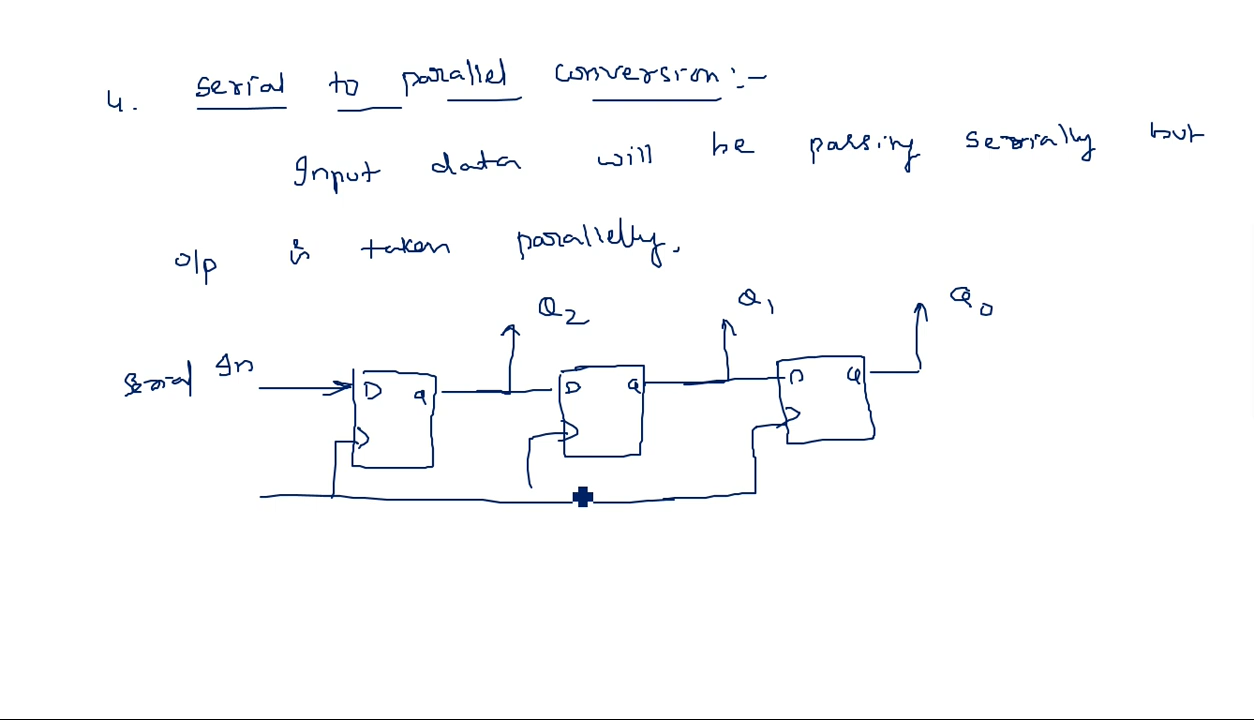 4. Serial to parallel conversion :-
Input data will be passing serially but
o/p is taken parallelly.
Q2 Q1 Q0
Serial In
D Q D Q D Q